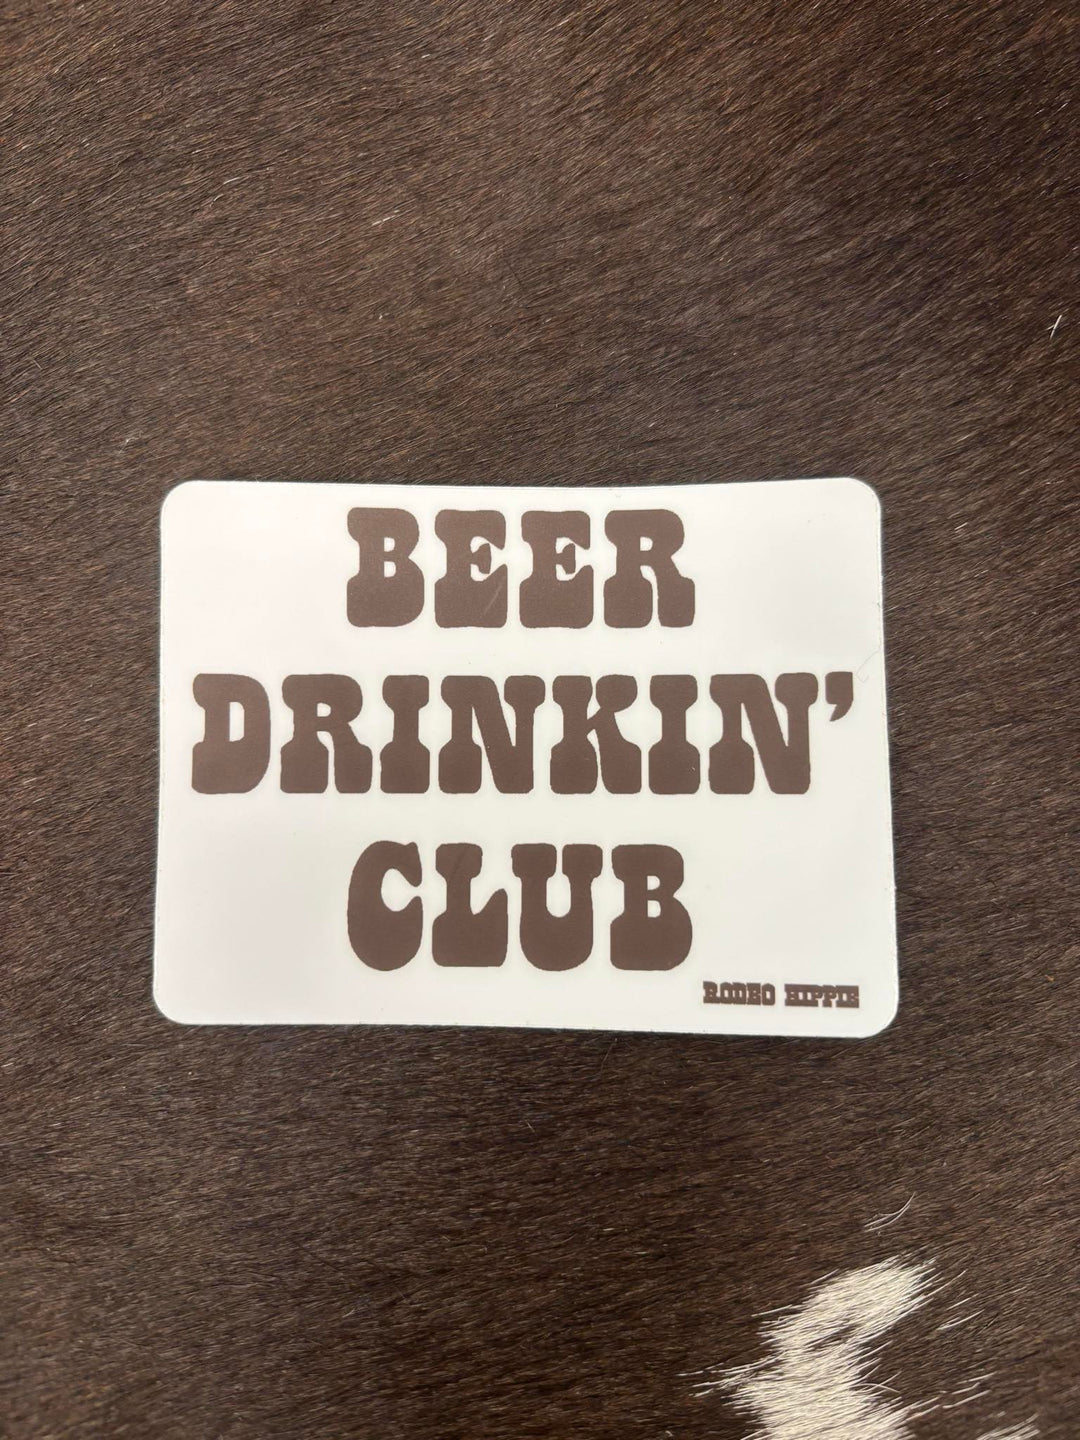 BEER
DRINKIN'
CLUB
RODEO HIPPIE